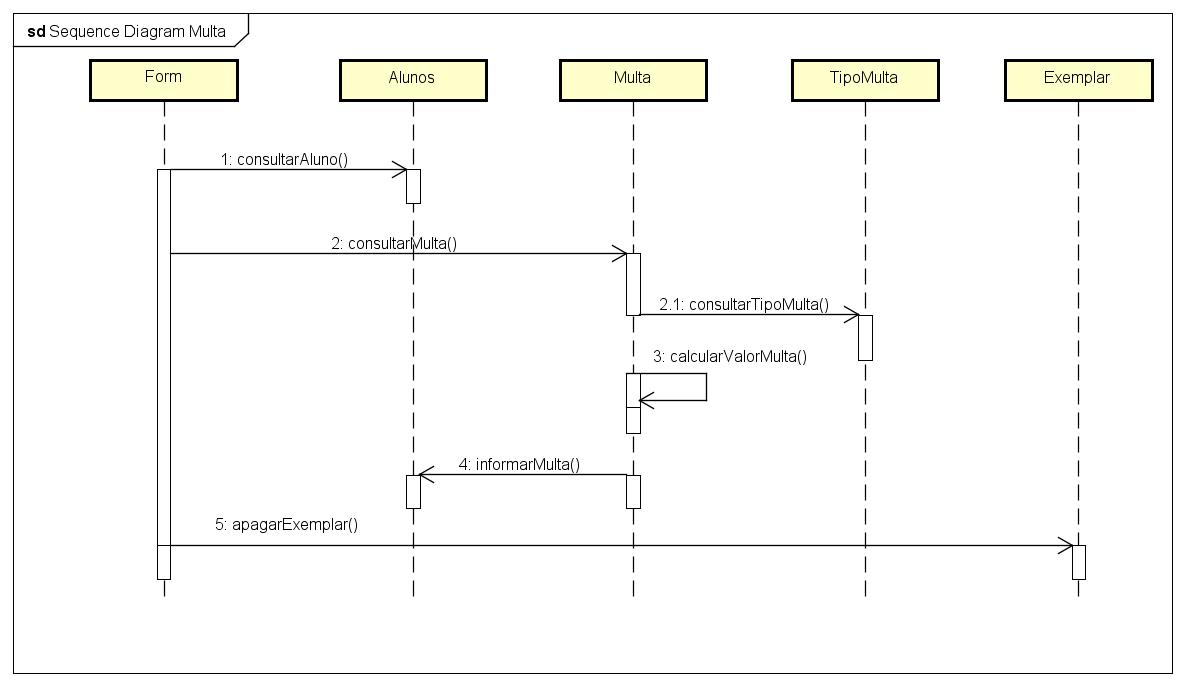 sd Sequence Diagram Multa
Form
Alunos
Multa
TipoMulta
Exemplar
1: consultarAluno()
2: consultarMulta()
2.1: consultarTipoMulta()
3: calcularValorMulta()
4: informarMulta()
5: apagarExemplar()